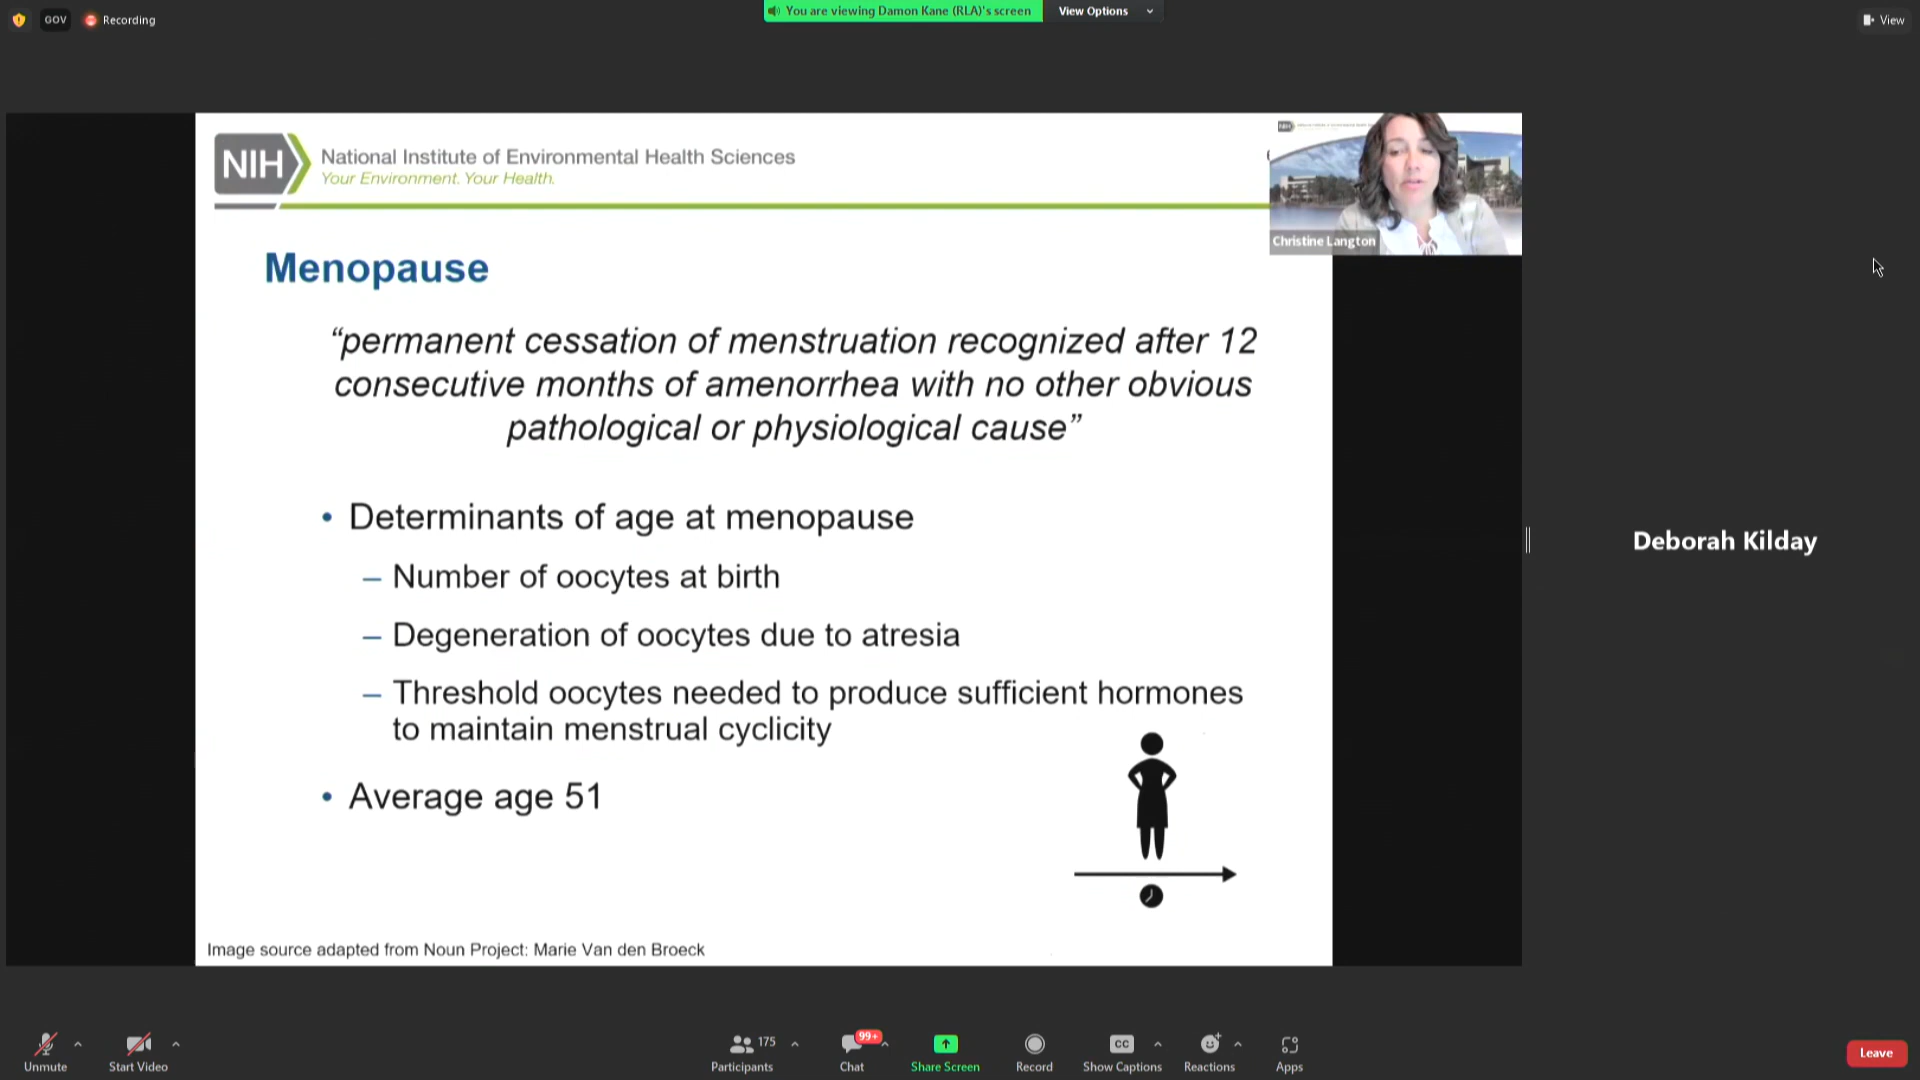 GOV
Recording
You are viewing Damon Kane (RLA)'s screen
View Options
View
NIH
National Institute of Environmental Health Sciences
Your Environment. Your Health.
NIH
Christine Langton
Menopause
“permanent cessation of menstruation recognized after 12
consecutive months of amenorrhea with no other obvious
pathological or physiological cause”
• Determinants of age at menopause
– Number of oocytes at birth
– Degeneration of oocytes due to atresia
– Threshold oocytes needed to produce sufficient hormones
to maintain menstrual cyclicity
• Average age 51
Image source adapted from Noun Project: Marie Van den Broeck
Deborah Kilday
Unmute
Start Video
175
Participants
99+
Chat
Share Screen
Record
CC
Show Captions
Reactions
Apps
Leave